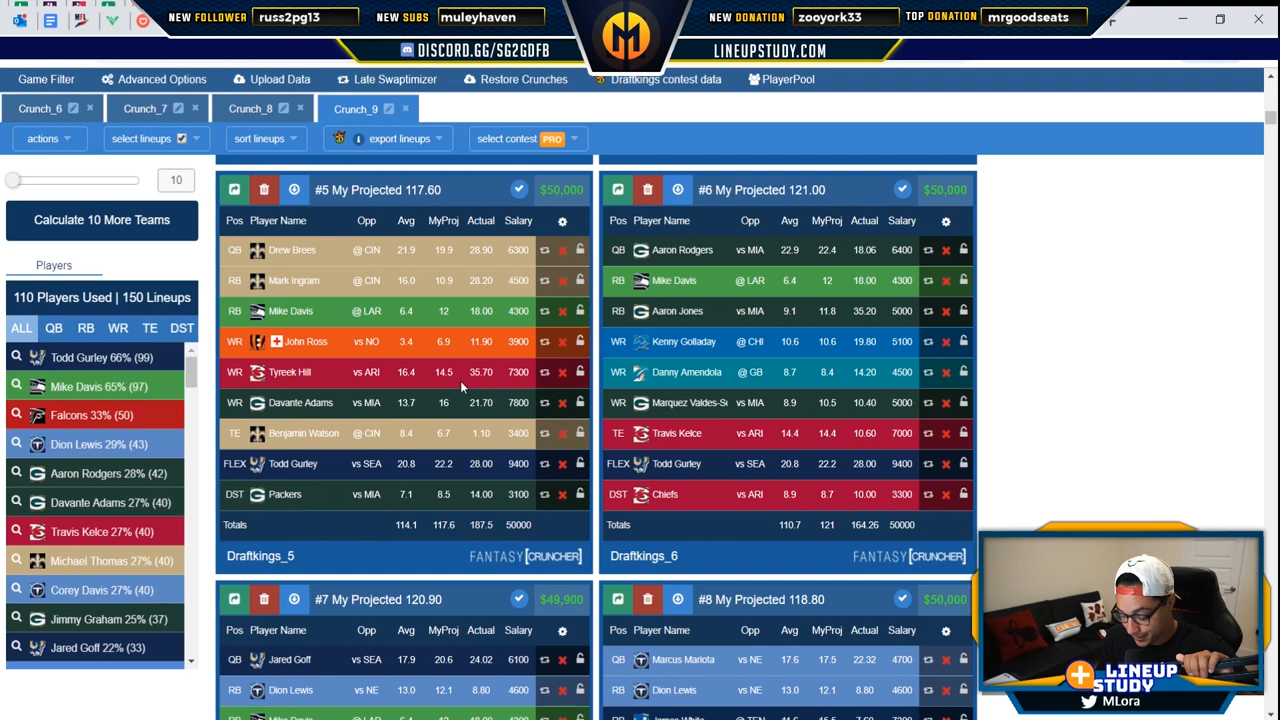 NEW FOLLOWER russ2pg13 NEW SUBS muleyhaven NEW DONATION zooyork33 TOP DONATION mrgoodseats
DISCORD.GG/SG2GDFB LINEUPSTUDY.COM
Game Filter Advanced Options Upload Data Late Swaptimizer Restore Crunches Draftkings contest data PlayerPool
Crunch_6 Crunch_7 Crunch_8 Crunch_9
actions select lineups sort lineups export lineups select contest PRO
10
Calculate 10 More Teams
Players
110 Players Used | 150 Lineups
ALL QB RB WR TE DST
Todd Gurley 66% (99)
Mike Davis 65% (97)
Falcons 33% (50)
Dion Lewis 29% (43)
Aaron Rodgers 28% (42)
Davante Adams 27% (40)
Travis Kelce 27% (40)
Michael Thomas 27% (40)
Corey Davis 27% (40)
Jimmy Graham 25% (37)
Jared Goff 22% (33)
#5 My Projected 117.60 $50,000
Pos Player Name Opp Avg MyProj Actual Salary
QB Drew Brees @ CIN 21.9 19.9 28.90 6300
RB Mark Ingram @ CIN 16.0 10.9 28.20 4500
RB Mike Davis @ LAR 6.4 12 18.00 4300
WR John Ross vs NO 3.4 6.9 11.90 3900
WR Tyreek Hill vs ARI 16.4 14.5 35.70 7300
WR Davante Adams vs MIA 13.7 16 21.70 7800
TE Benjamin Watson @ CIN 8.4 6.7 1.10 3400
FLEX Todd Gurley vs SEA 20.8 22.2 28.00 9400
DST Packers vs MIA 7.1 8.5 14.00 3100
Totals 114.1 117.6 187.5 50000
Draftkings_5 FANTASY[CRUNCHER]
#6 My Projected 121.00 $50,000
Pos Player Name Opp Avg MyProj Actual Salary
QB Aaron Rodgers vs MIA 22.9 22.4 18.06 6400
RB Mike Davis @ LAR 6.4 12 18.00 4300
RB Aaron Jones vs MIA 9.1 11.8 35.20 5000
WR Kenny Golladay @ CHI 10.6 10.6 19.80 5100
WR Danny Amendola @ GB 8.7 8.4 14.20 4500
WR Marquez Valdes-S vs MIA 8.9 10.5 10.40 5000
TE Travis Kelce vs ARI 14.4 14.4 10.60 7000
FLEX Todd Gurley vs SEA 20.8 22.2 28.00 9400
DST Chiefs vs ARI 8.9 8.7 10.00 3300
Totals 110.7 121 164.26 50000
Draftkings_6 FANTASY[CRUNCHER]
#7 My Projected 120.90 $49,900
Pos Player Name Opp Avg MyProj Actual Salary
QB Jared Goff vs SEA 17.9 20.6 24.02 6100
RB Dion Lewis vs NE 13.0 12.1 8.80 4600
#8 My Projected 118.80 $50,000
Pos Player Name Opp Avg MyProj Actual Salary
QB Marcus Mariota vs NE 17.6 17.5 22.32 4700
RB Dion Lewis vs NE 13.0 12.1 8.80 4600
LINEUP
STUDY
MLora